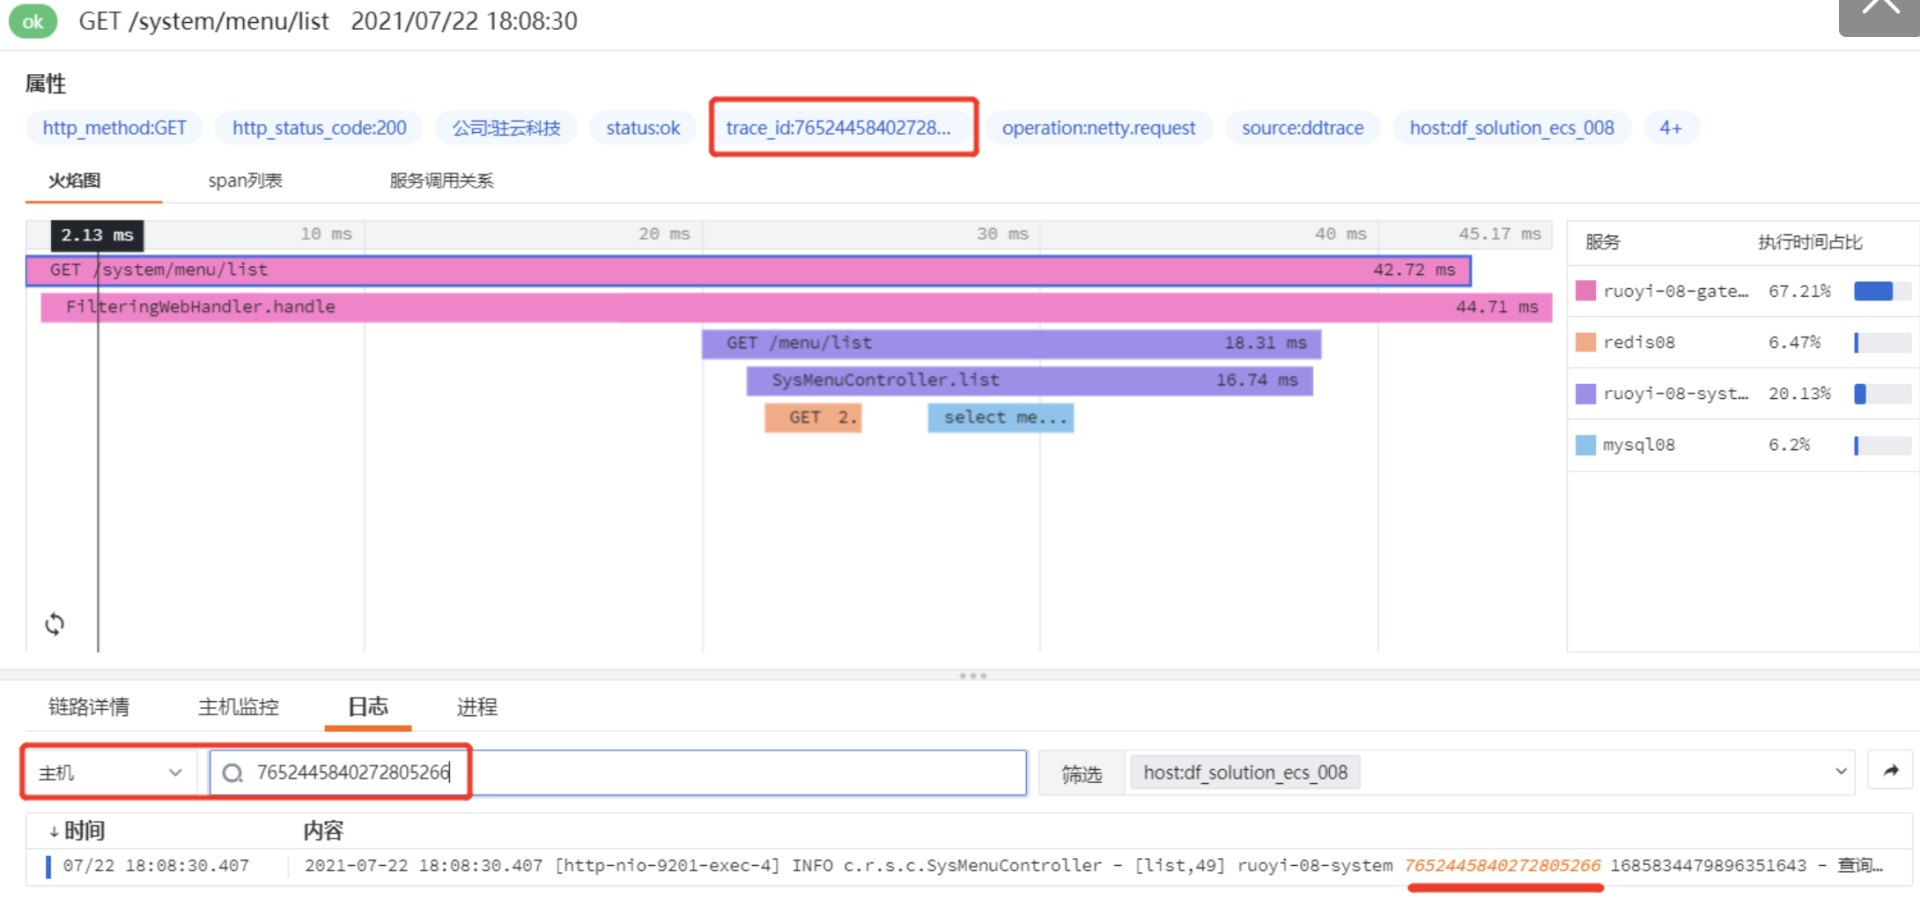 ok GET /system/menu/list 2021/07/22 18:08:30
属性
http_method:GET http_status_code:200 公司:驻云科技 status:ok trace_id:76524458402728... operation:netty.request source:ddtrace host:df_solution_ecs_008 4+
火焰图 span列表 服务调用关系
2.13 ms 10 ms 20 ms 30 ms 40 ms 45.17 ms
GET /system/menu/list 42.72 ms
FilteringWebHandler.handle 44.71 ms
GET /menu/list 18.31 ms
SysMenuController.list 16.74 ms
GET 2. select me...
服务 执行时间占比
ruoyi-08-gate... 67.21%
redis08 6.47%
ruoyi-08-syst... 20.13%
mysql08 6.2%
链路详情 主机监控 日志 进程
主机 7652445840272805266 筛选 host:df_solution_ecs_008
↓时间 内容
07/22 18:08:30.407 2021-07-22 18:08:30.407 [http-nio-9201-exec-4] INFO c.r.s.c.SysMenuController - [list,49] ruoyi-08-system 7652445840272805266 1685834479896351643 - 查询...